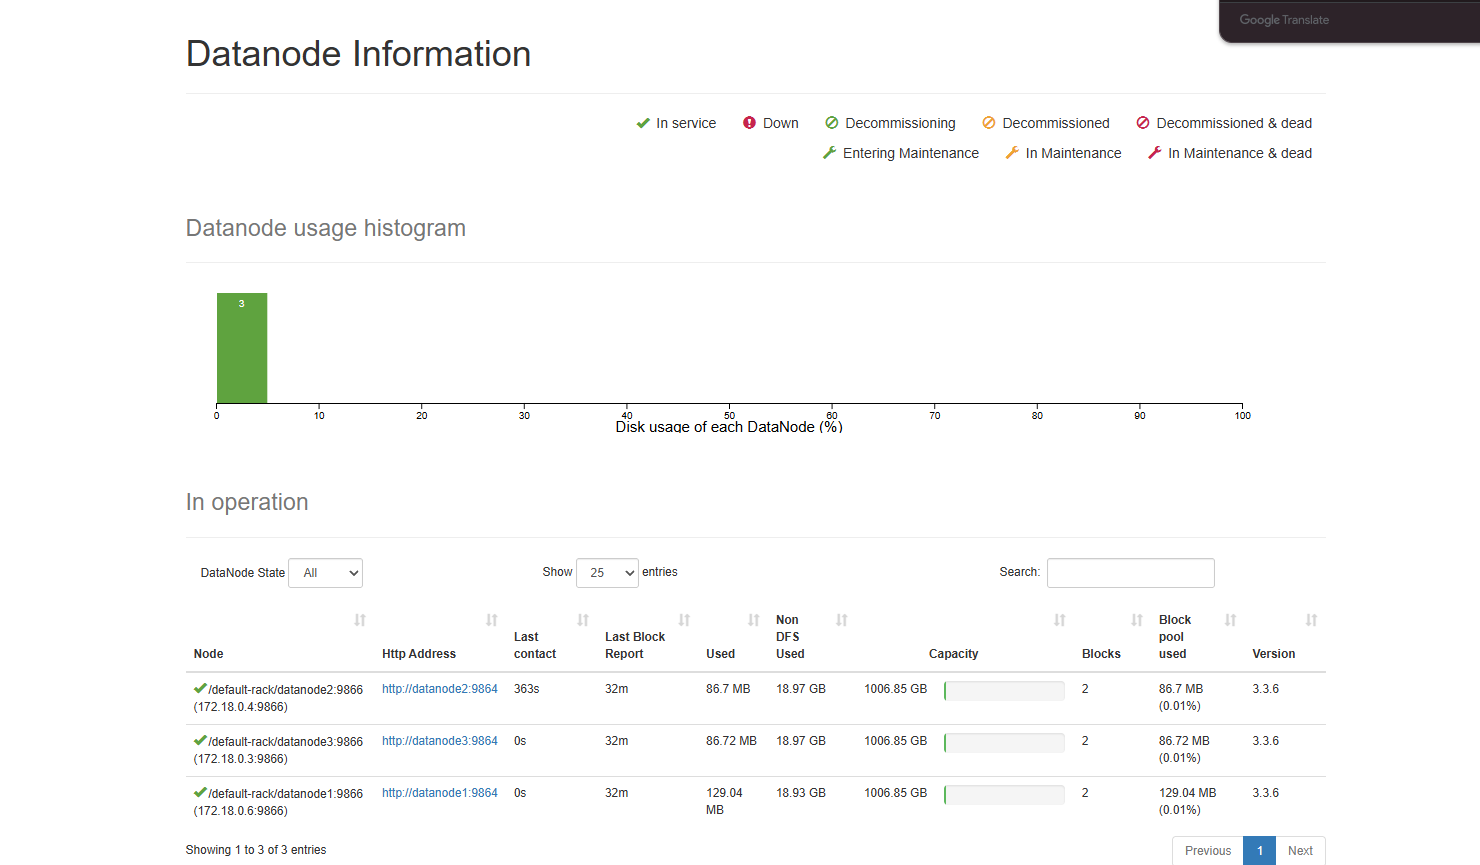 Google Translate
Datanode Information
In service Down Decommissioning Decommissioned Decommissioned & dead
Entering Maintenance In Maintenance In Maintenance & dead
Datanode usage histogram
3
0 10 20 30 40 50 60 70 80 90 100
Disk usage of each DataNode (%)
In operation
DataNode State All Show 25 entries Search:
Node Http Address Last contact Last Block Report Used Non DFS Used Capacity Blocks Block pool used Version
/default-rack/datanode2:9866 http://datanode2:9864 363s 32m 86.7 MB 18.97 GB 1006.85 GB 2 86.7 MB 3.3.6
(172.18.0.4:9866) (0.01%)
/default-rack/datanode3:9866 http://datanode3:9864 0s 32m 86.72 MB 18.97 GB 1006.85 GB 2 86.72 MB 3.3.6
(172.18.0.3:9866) (0.01%)
/default-rack/datanode1:9866 http://datanode1:9864 0s 32m 129.04 18.93 GB 1006.85 GB 2 129.04 MB 3.3.6
(172.18.0.6:9866) MB (0.01%)
Showing 1 to 3 of 3 entries Previous 1 Next